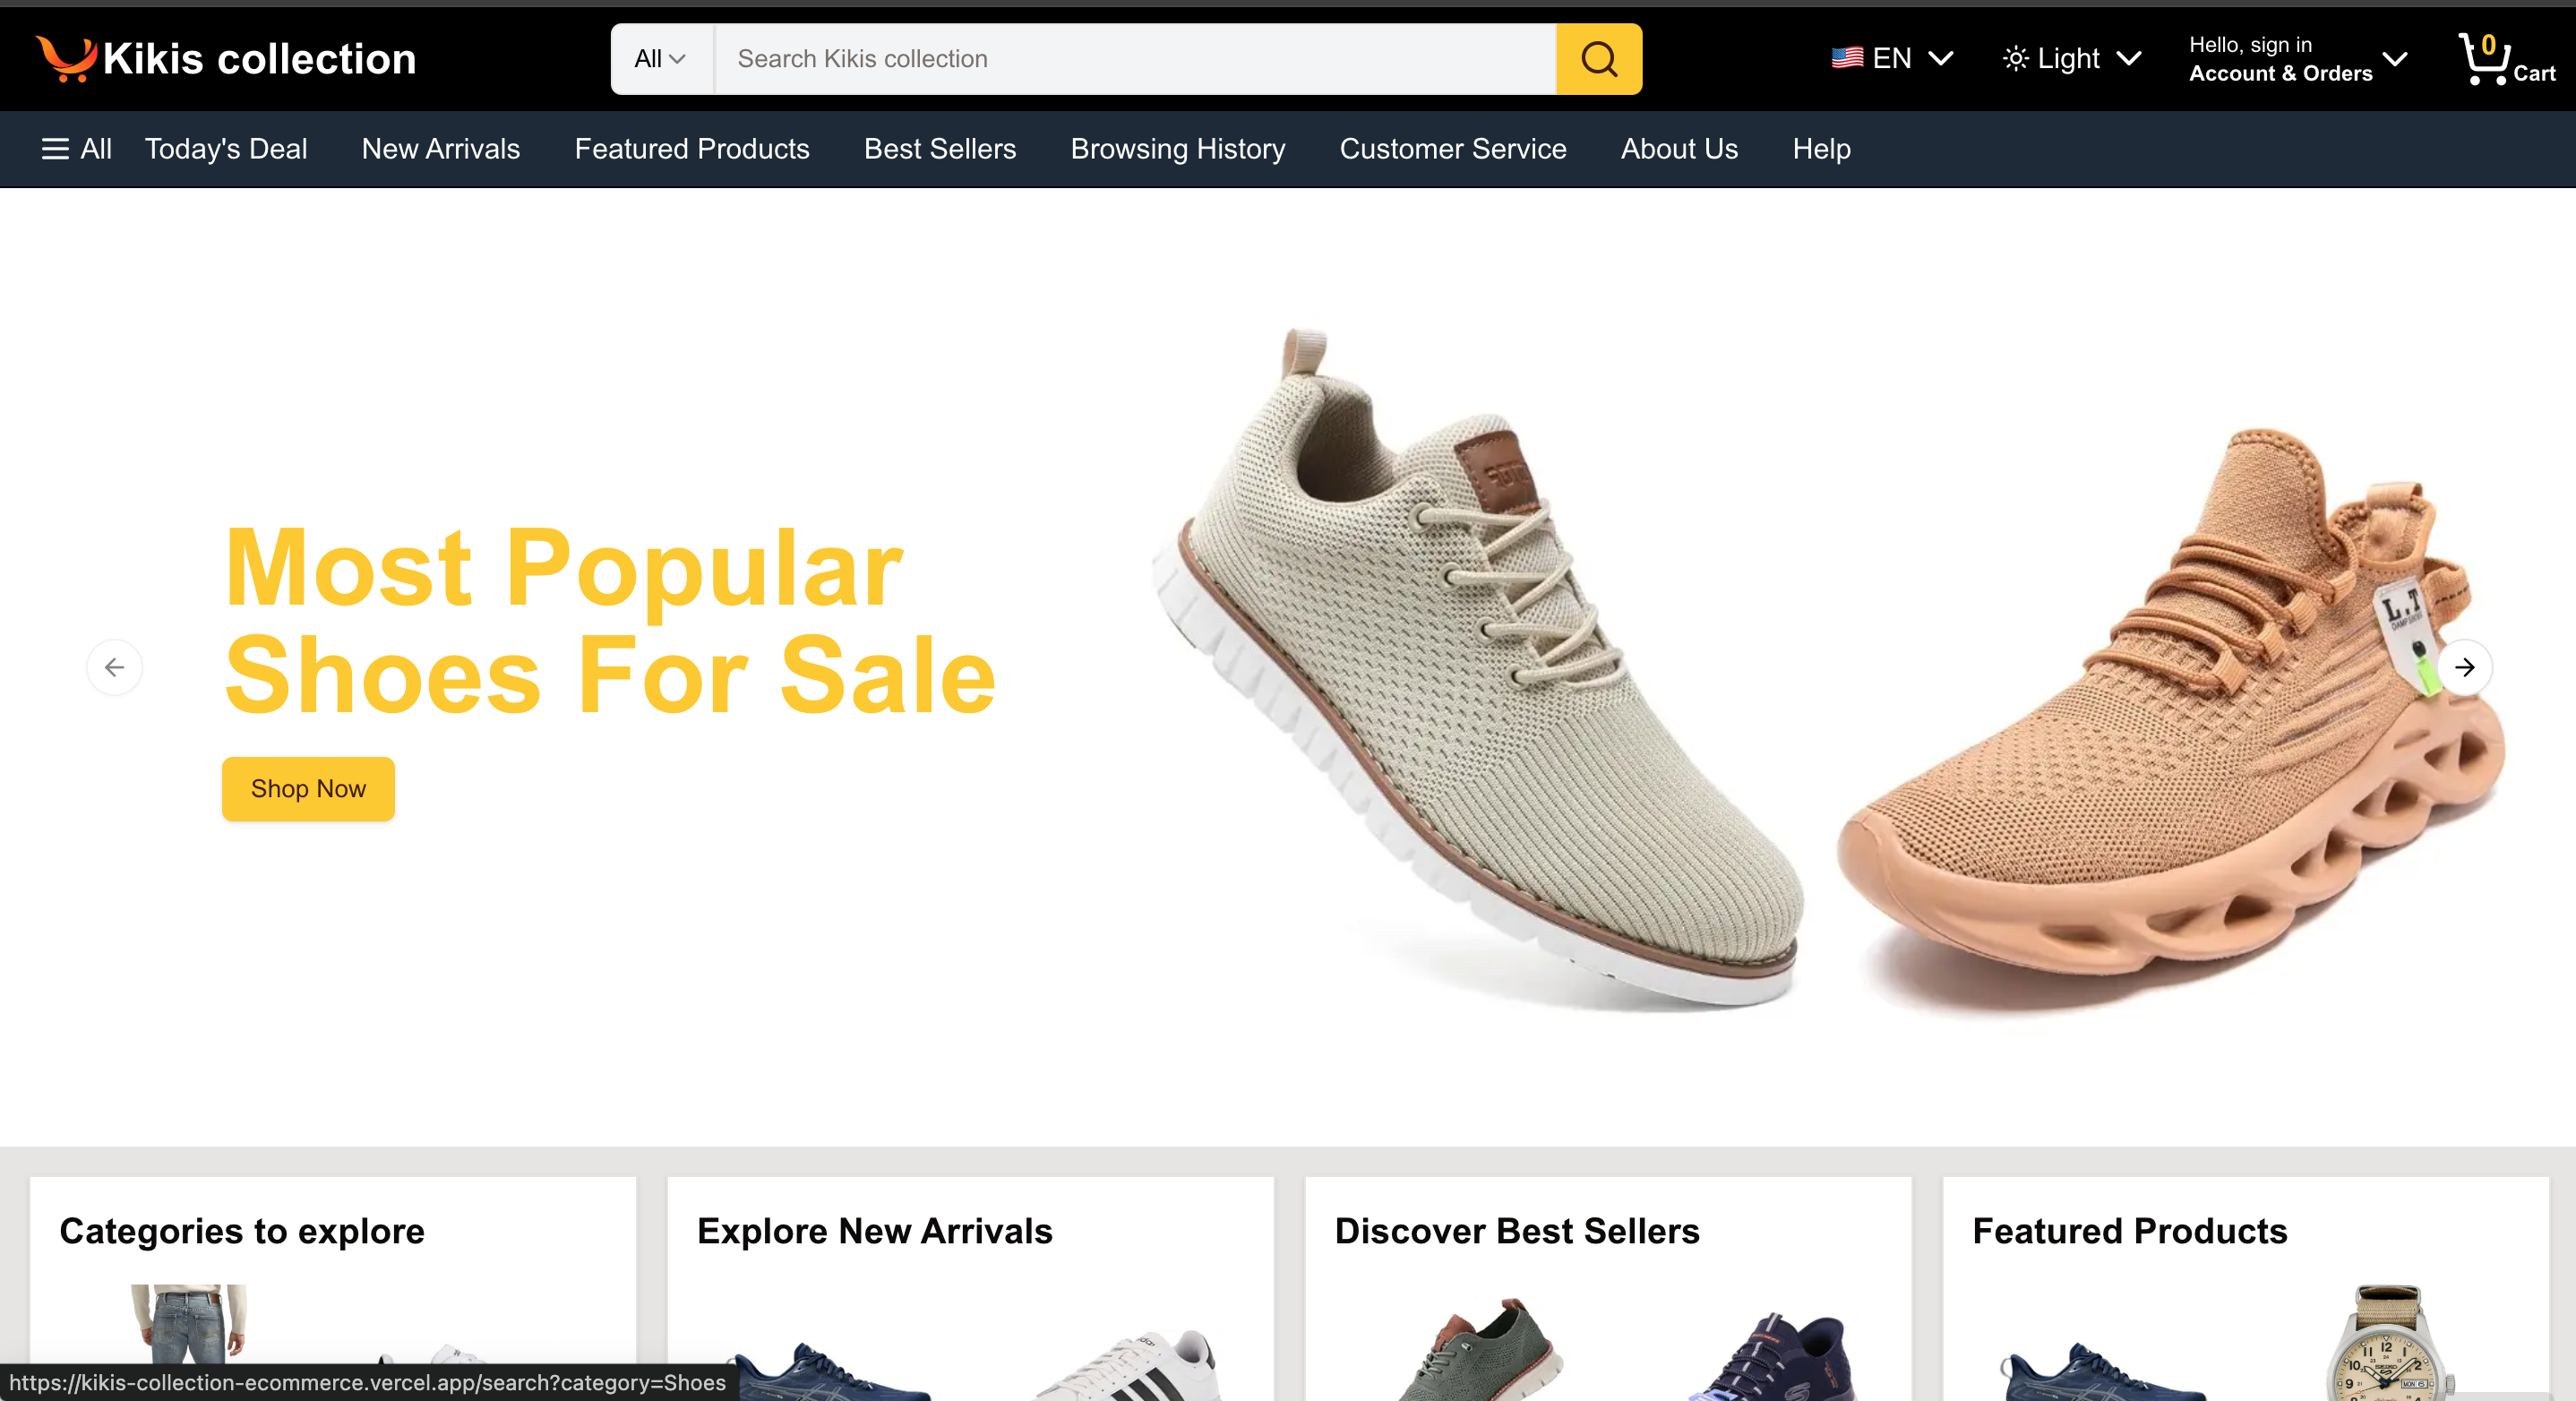 Kikis collection
All
Search Kikis collection
EN
Light
Hello, sign in
Account & Orders
0
Cart
All
Today's Deal
New Arrivals
Featured Products
Best Sellers
Browsing History
Customer Service
About Us
Help
Most Popular
Shoes For Sale
L.T
Shop Now
Categories to explore
Explore New Arrivals
Discover Best Sellers
Featured Products
SEIKO
https://kikis-collection-ecommerce.vercel.app/search?category=Shoes